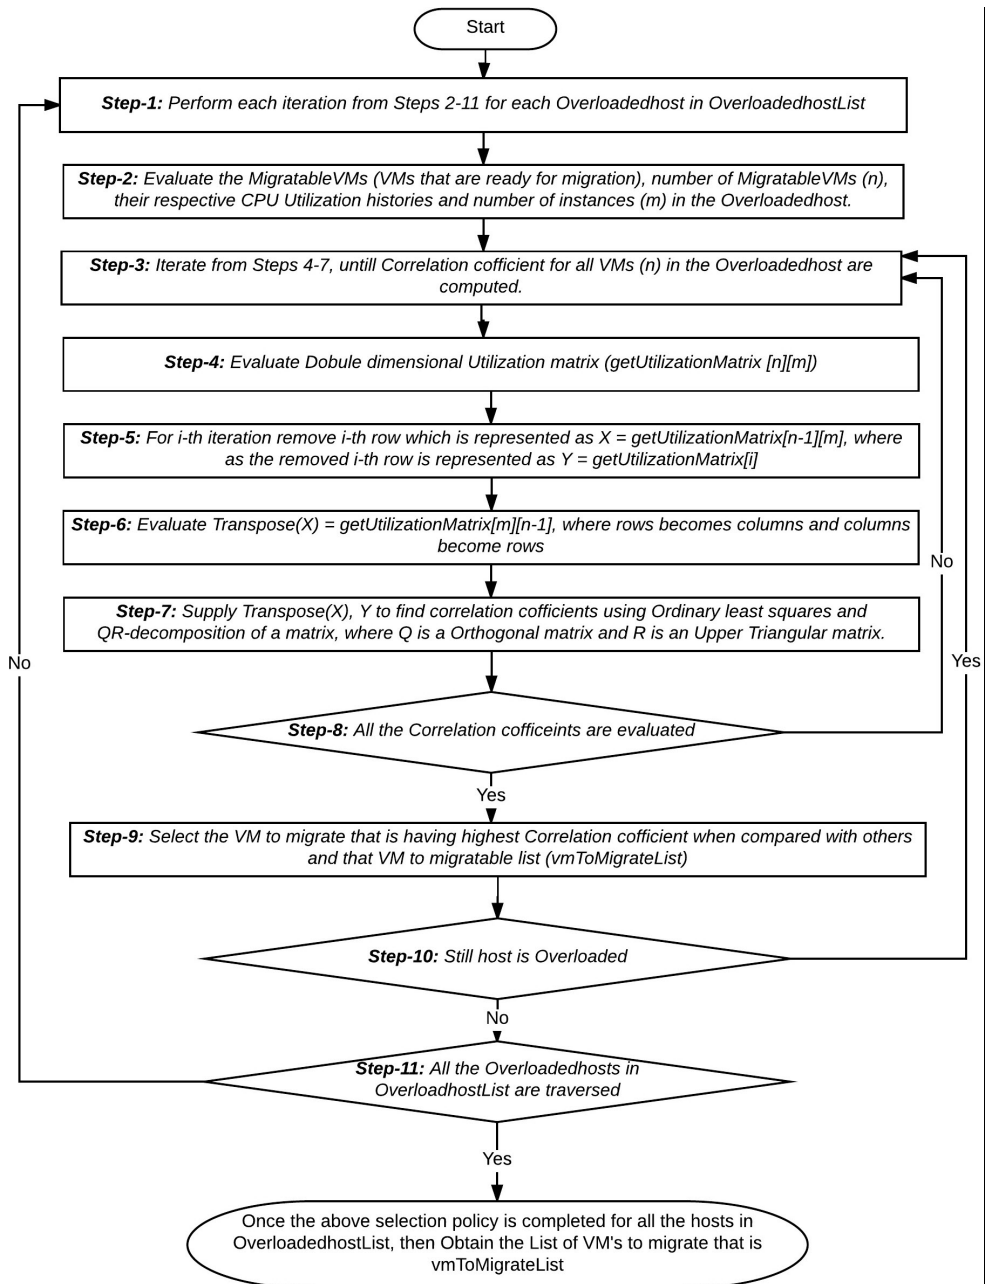 Start
Step-1: Perform each iteration from Steps 2-11 for each Overloadedhost in OverloadedhostList
Step-2: Evaluate the MigratableVMs (VMs that are ready for migration), number of MigratableVMs (n),
their respective CPU Utilization histories and number of instances (m) in the Overloadedhost.
Step-3: Iterate from Steps 4-7, untill Correlation cofficient for all VMs (n) in the Overloadedhost are
computed.
Step-4: Evaluate Dobule dimensional Utilization matrix (getUtilizationMatrix [n][m])
Step-5: For i-th iteration remove i-th row which is represented as X = getUtilizationMatrix[n-1][m], where
as the removed i-th row is represented as Y = getUtilizationMatrix[i]
Step-6: Evaluate Transpose(X) = getUtilizationMatrix[m][n-1], where rows becomes columns and columns
become rows
No
Step-7: Supply Transpose(X), Y to find correlation cofficients using Ordinary least squares and
QR-decomposition of a matrix, where Q is a Orthogonal matrix and R is an Upper Triangular matrix.
No
Yes
Step-8: All the Correlation cofficeints are evaluated
Yes
Step-9: Select the VM to migrate that is having highest Correlation cofficient when compared with others
and that VM to migratable list (vmToMigrateList)
Step-10: Still host is Overloaded
No
Step-11: All the Overloadedhosts in
OverloadhostList are traversed
Yes
Once the above selection policy is completed for all the hosts in
OverloadedhostList, then Obtain the List of VM's to migrate that is
vmToMigrateList